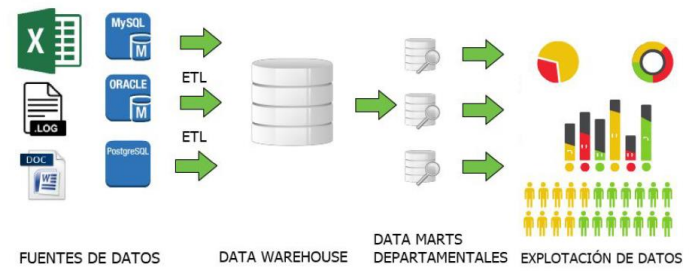 X
MySQL
M
ETL
.LOG
ORACLE
M
ETL
DOC
W
PostgreSQL
FUENTES DE DATOS
DATA WAREHOUSE
DATA MARTS
DEPARTAMENTALES
EXPLOTACIÓN DE DATOS